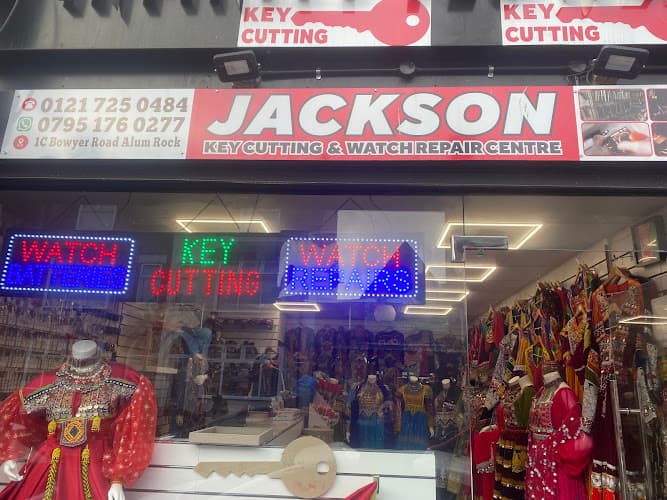 KEY
CUTTING
KEY
CUTTING
0121 725 0484
0795 176 0277
1C Bowyer Road Alum Rock
JACKSON
KEY CUTTING & WATCH REPAIR CENTRE
WATCH
BATTERIES
KEY
CUTTING
WATCH
REPAIRS